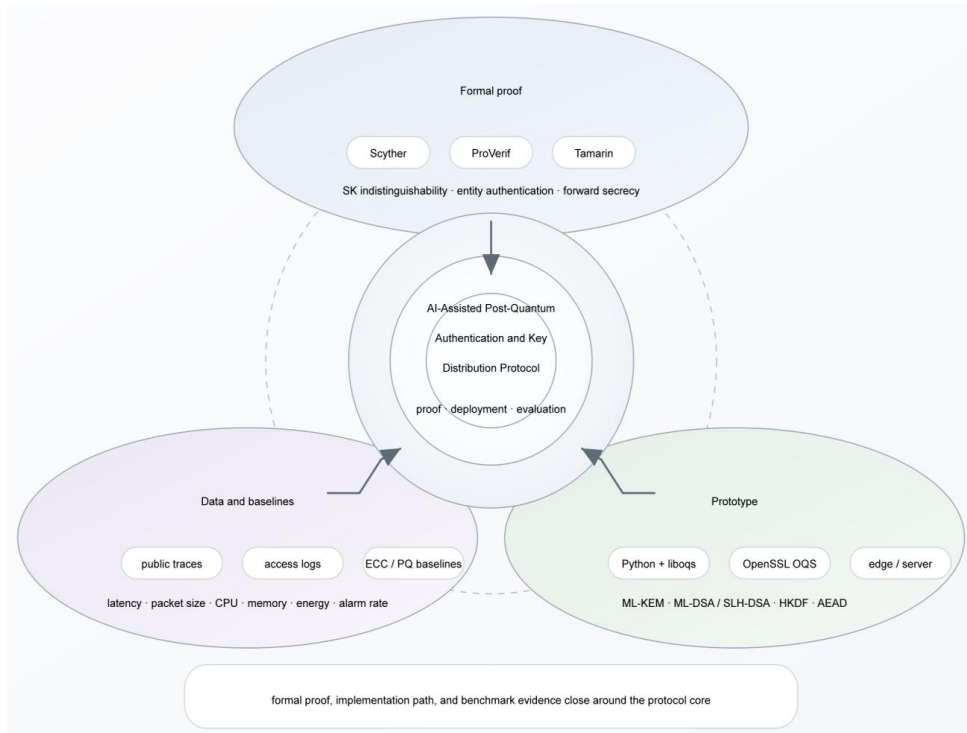 Formal proof
Scyther
ProVerif
Tamarin
SK indistinguishability · entity authentication · forward secrecy
AI-Assisted Post-Quantum
Authentication and Key
Distribution Protocol
proof · deployment · evaluation
Data and baselines
public traces
access logs
ECC / PQ baselines
latency · packet size · CPU · memory · energy · alarm rate
Prototype
Python + liboqs
OpenSSL OQS
edge / server
ML-KEM · ML-DSA / SLH-DSA · HKDF · AEAD
formal proof, implementation path, and benchmark evidence close around the protocol core